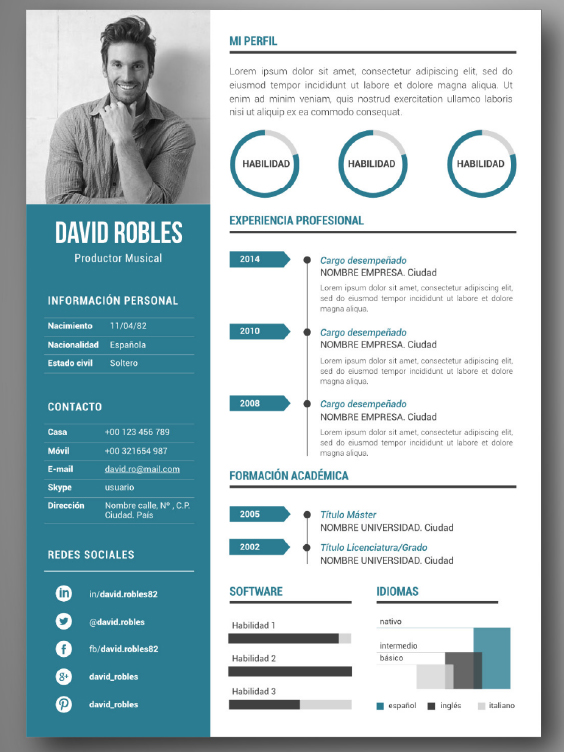 DAVID ROBLES
Productor Musical
INFORMACIÓN PERSONAL
Nacimiento 11/04/82
Nacionalidad Española
Estado civil Soltero
CONTACTO
Casa +00 123 456 789
Móvil +00 321654 987
E-mail david.ro@mail.com
Skype usuario
Dirección Nombre calle, Nº , C.P.
Ciudad. País
REDES SOCIALES
in in/david.robles82
@david.robles
f fb/david.robles82
g+ david_robles
david_robles
MI PERFIL
Lorem ipsum dolor sit amet, consectetur adipiscing elit, sed do
eiusmod tempor incididunt ut labore et dolore magna aliqua. Ut
enim ad minim veniam, quis nostrud exercitation ullamco laboris
nisi ut aliquip ex ea commodo consequat.
HABILIDAD HABILIDAD HABILIDAD
EXPERIENCIA PROFESIONAL
2014 Cargo desempeñado
NOMBRE EMPRESA. Ciudad
Lorem ipsum dolor sit amet, consectetur adipiscing elit,
sed do eiusmod tempor incididunt ut labore et dolore
magna aliqua.
2010 Cargo desempeñado
NOMBRE EMPRESA. Ciudad
Lorem ipsum dolor sit amet, consectetur adipiscing elit,
sed do eiusmod tempor incididunt ut labore et dolore
magna aliqua.
2008 Cargo desempeñado
NOMBRE EMPRESA. Ciudad
Lorem ipsum dolor sit amet, consectetur adipiscing elit,
sed do eiusmod tempor incididunt ut labore et dolore
magna aliqua.
FORMACIÓN ACADÉMICA
2005 Título Máster
NOMBRE UNIVERSIDAD. Ciudad
2002 Título Licenciatura/Grado
NOMBRE UNIVERSIDAD. Ciudad
SOFTWARE
Habilidad 1
Habilidad 2
Habilidad 3
IDIOMAS
nativo
intermedio
básico
español inglés italiano